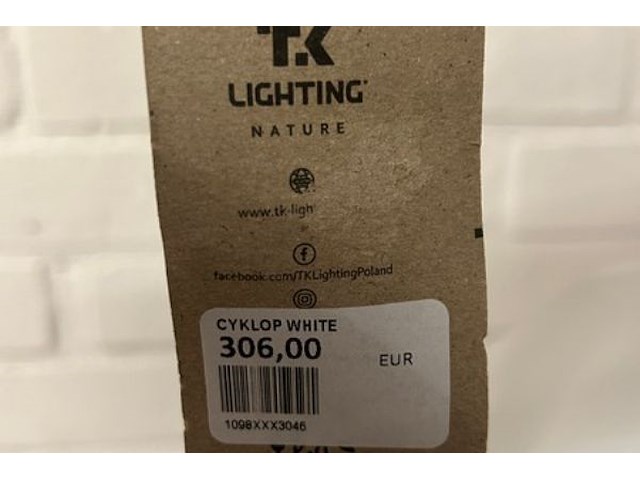 TK
LIGHTING
NATURE
www.tk-ligh
facebook.com/TKLightingPoland
CYKLOP WHITE
306,00
EUR
1098XXX3046